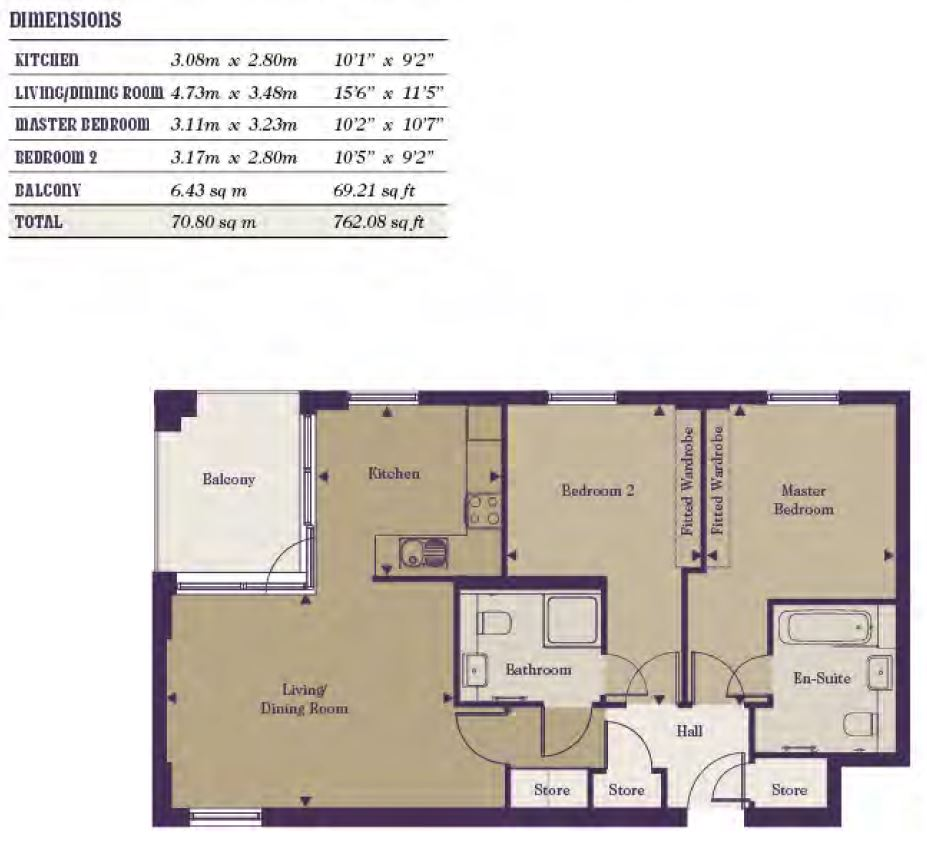 DIMENSIONS
KITCHEN 3.08m x 2.80m 10'1" x 9'2"
LIVING/DINING ROOM 4.73m x 3.48m 15'6" x 11'5"
MASTER BEDROOM 3.11m x 3.23m 10'2" x 10'7"
BEDROOM 2 3.17m x 2.80m 10'5" x 9'2"
BALCONY 6.43 sq m 69.21 sq ft
TOTAL 70.80 sq m 762.08 sq ft
Balcony
Kitchen
Bedroom 2
Fitted Wardrobe
Fitted Wardrobe
Master
Bedroom
Bathroom
En-Suite
Living/
Dining Room
Hall
Store
Store
Store